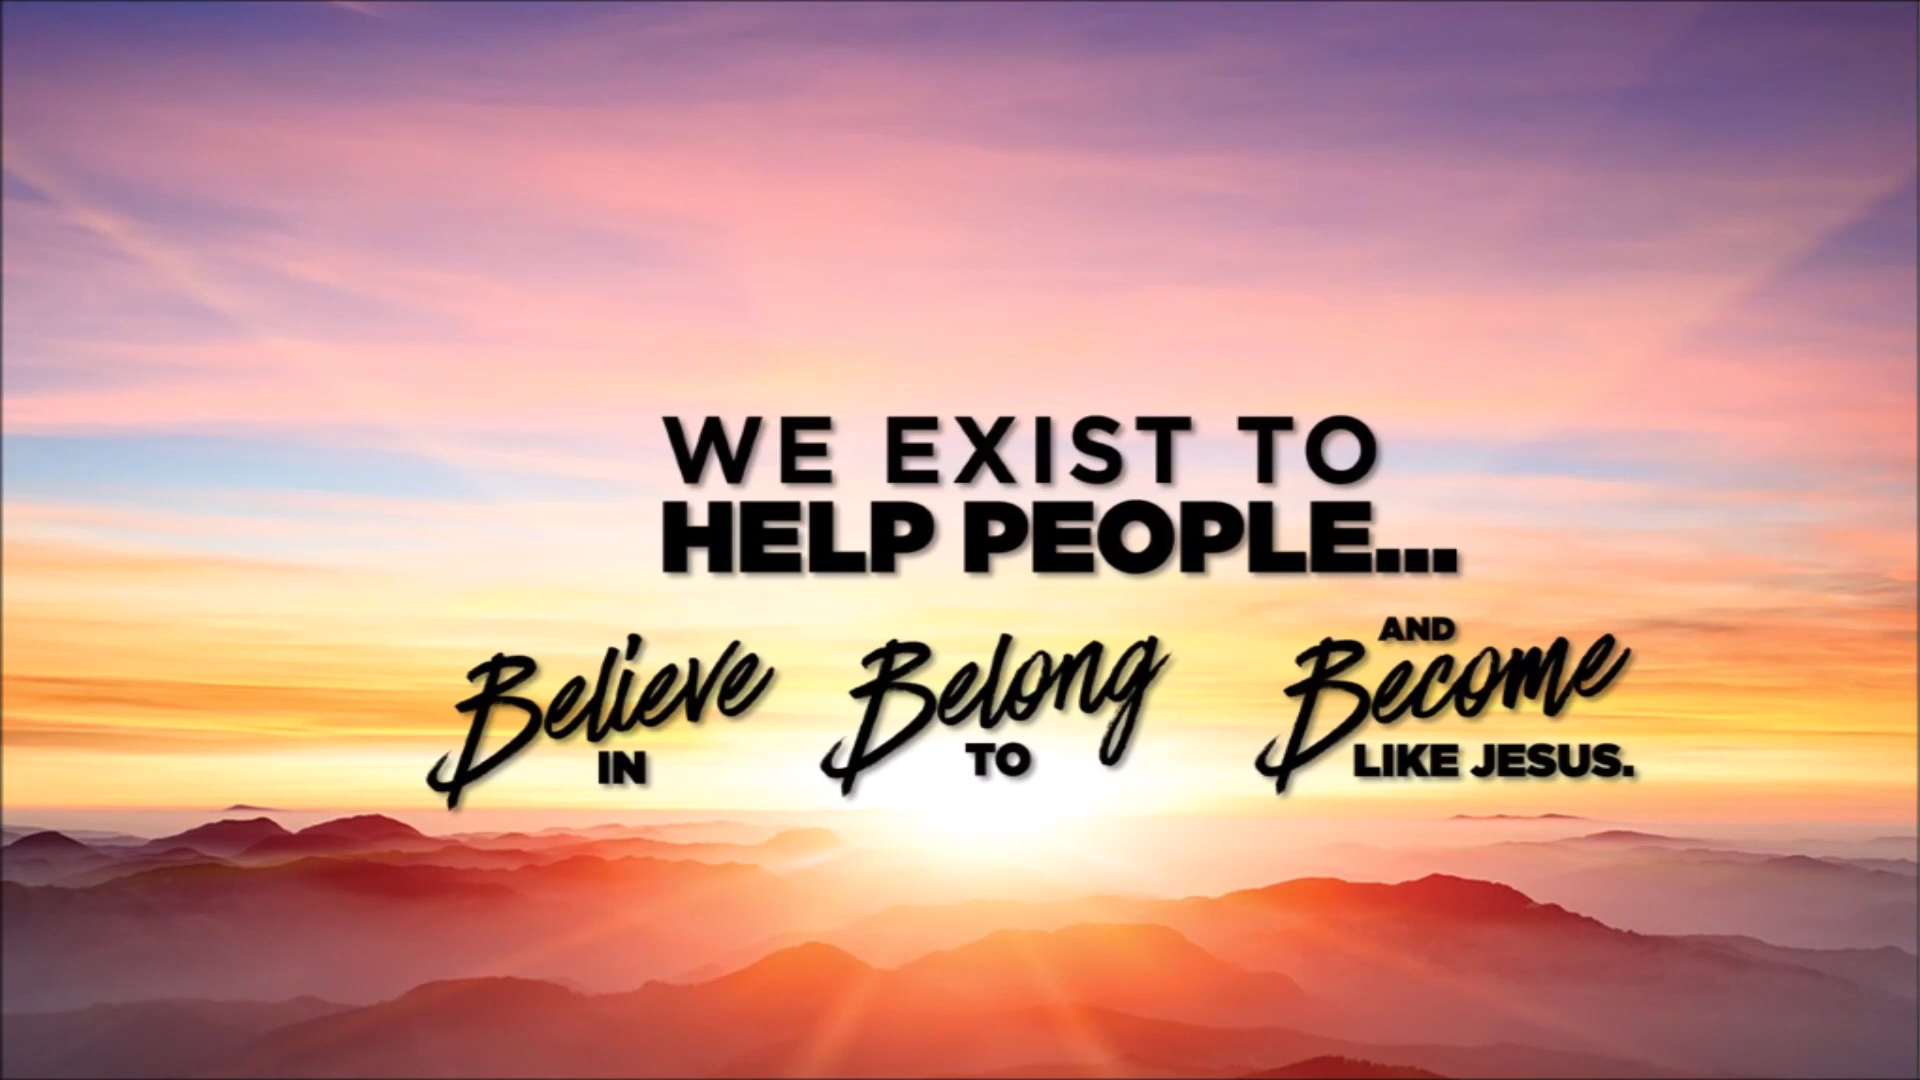 WE EXIST TO
HELP PEOPLE...
Believe
IN
Belong
TO
AND
Become
LIKE JESUS.